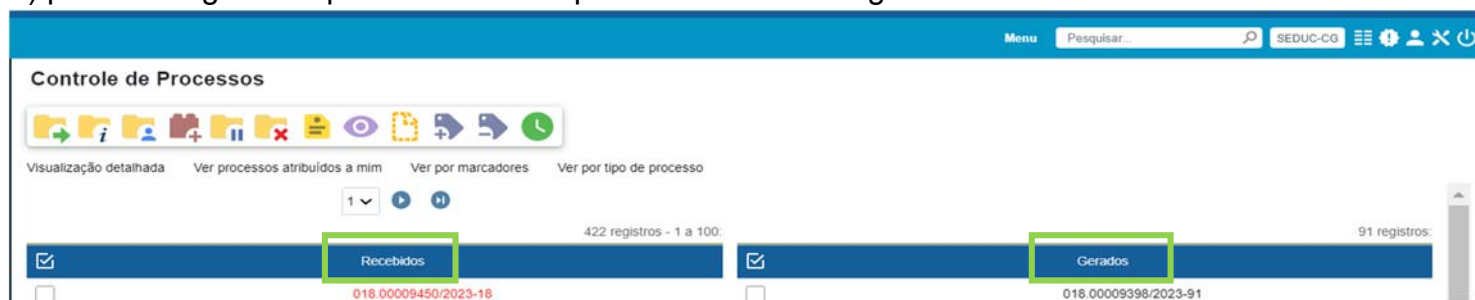 Menu Pesquisar... SEDUC-CG
Controle de Processos
Visualização detalhada Ver processos atribuídos a mim Ver por marcadores Ver por tipo de processo
1
422 registros - 1 a 100:
91 registros:
Recebidos
Gerados
018.00009450/2023-18
018.00009398/2023-91